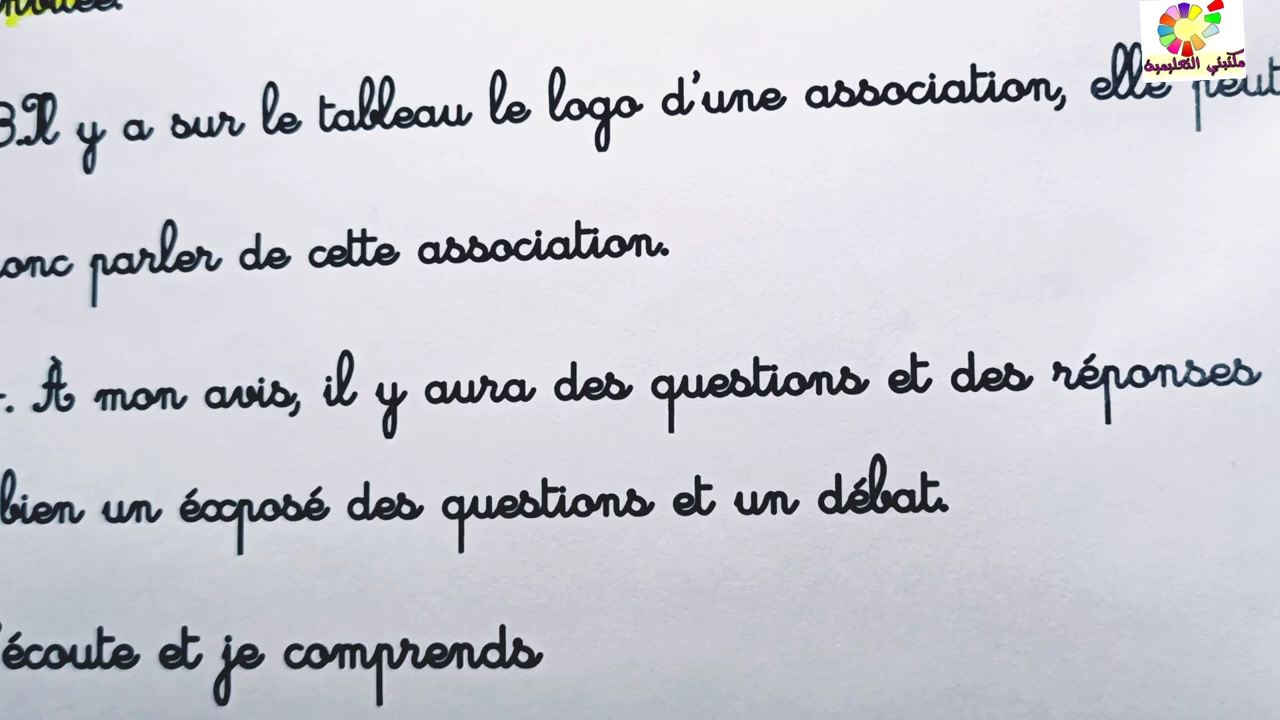 مكتبتي التعليمية
3.Il y a sur le tableau le logo d'une association, elle peut
onc parler de cette association.
. À mon avis, il y aura des questions et des réponses
bien un éxposé des questions et un débat.
'écoute et je comprends